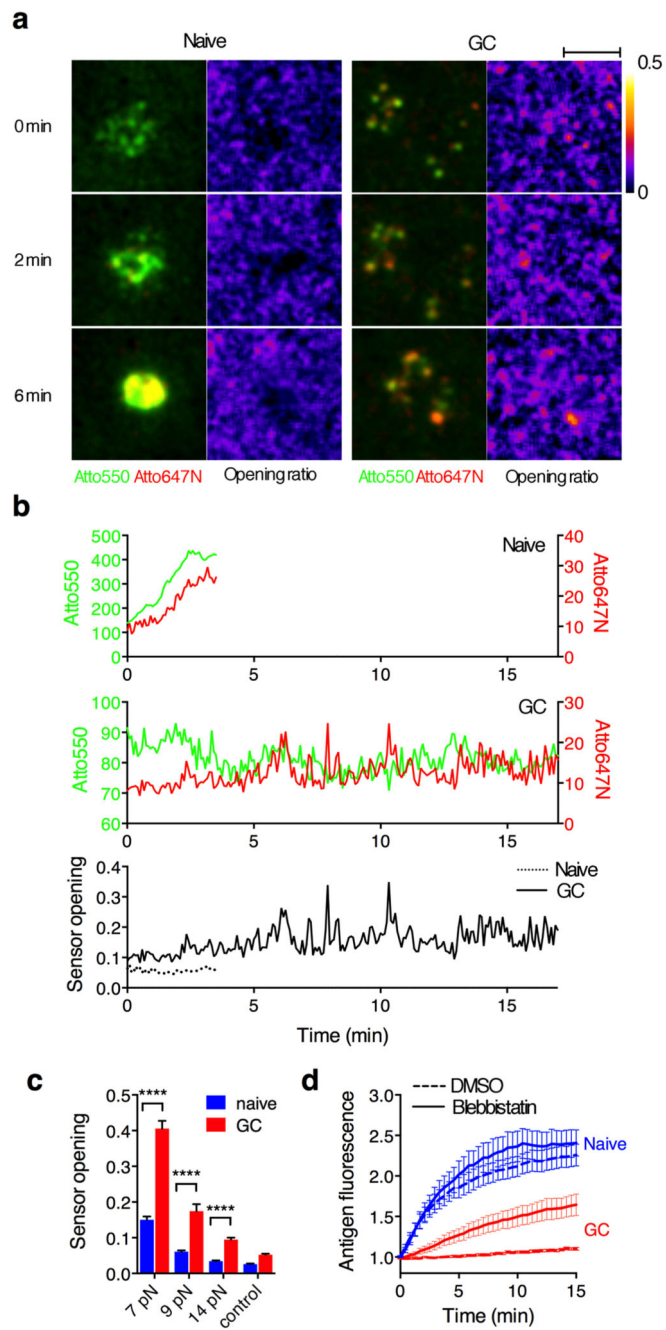 a
Naive GC
0 min
2 min
6 min
0.5
0
Atto550 Atto647N Opening ratio Atto550 Atto647N Opening ratio
b
500
400
300
200
100
0
Atto550
Naive
40
30
20
10
0
Atto647N
0 5 10 15
100
90
80
70
60
Atto550
GC
30
20
10
0
Atto647N
0 5 10 15
0.4
0.3
0.2
0.1
0.0
Sensor opening
Naive
GC
0 5 10 15
Time (min)
c
0.5
0.4
0.3
0.2
0.1
0.0
Sensor opening
****
****
****
naive
GC
7 pN 9 pN 14 pN control
d
DMSO
Blebbistatin
3.0
2.5
2.0
1.5
1.0
Antigen fluorescence
Naive
GC
0 5 10 15
Time (min)